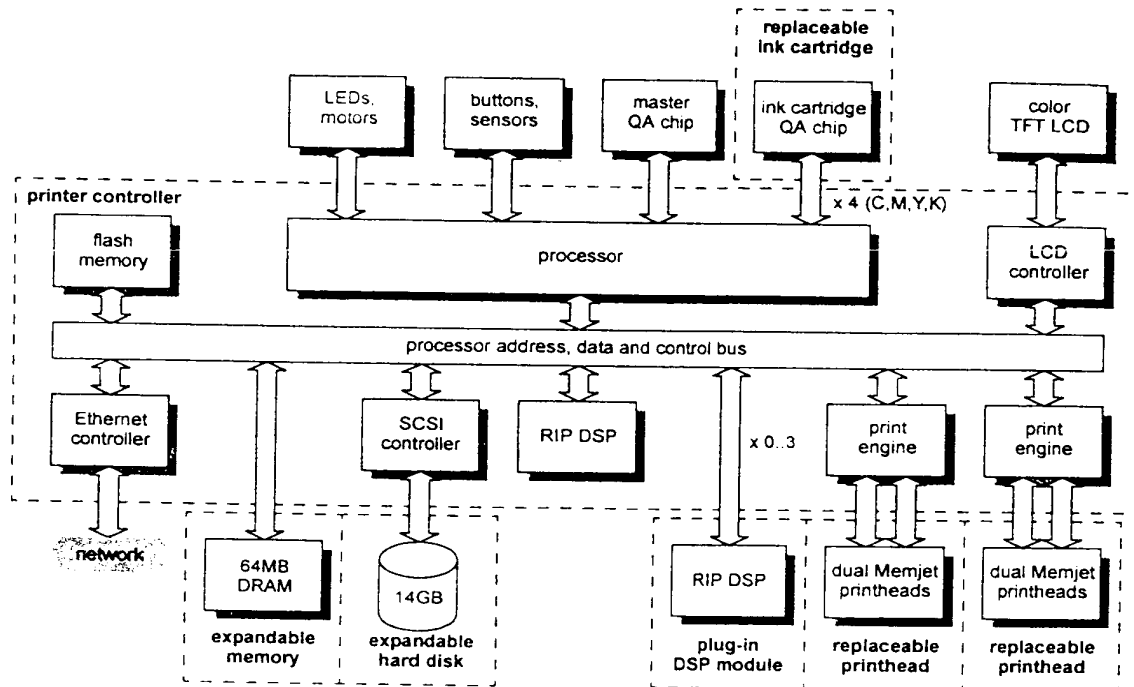 replaceable
ink cartridge
LEDs,
motors
buttons,
sensors
master
QA chip
ink cartridge
QA chip
color
TFT LCD
printer controller
x 4 (C,M,Y,K)
flash
memory
processor
LCD
controller
processor address, data and control bus
Ethernet
controller
SCSI
controller
RIP DSP
x 0..3
print
engine
print
engine
network
64MB
DRAM
14GB
RIP DSP
dual Memjet
printheads
dual Memjet
printheads
expandable
memory
expandable
hard disk
plug-in
DSP module
replaceable
printhead
replaceable
printhead